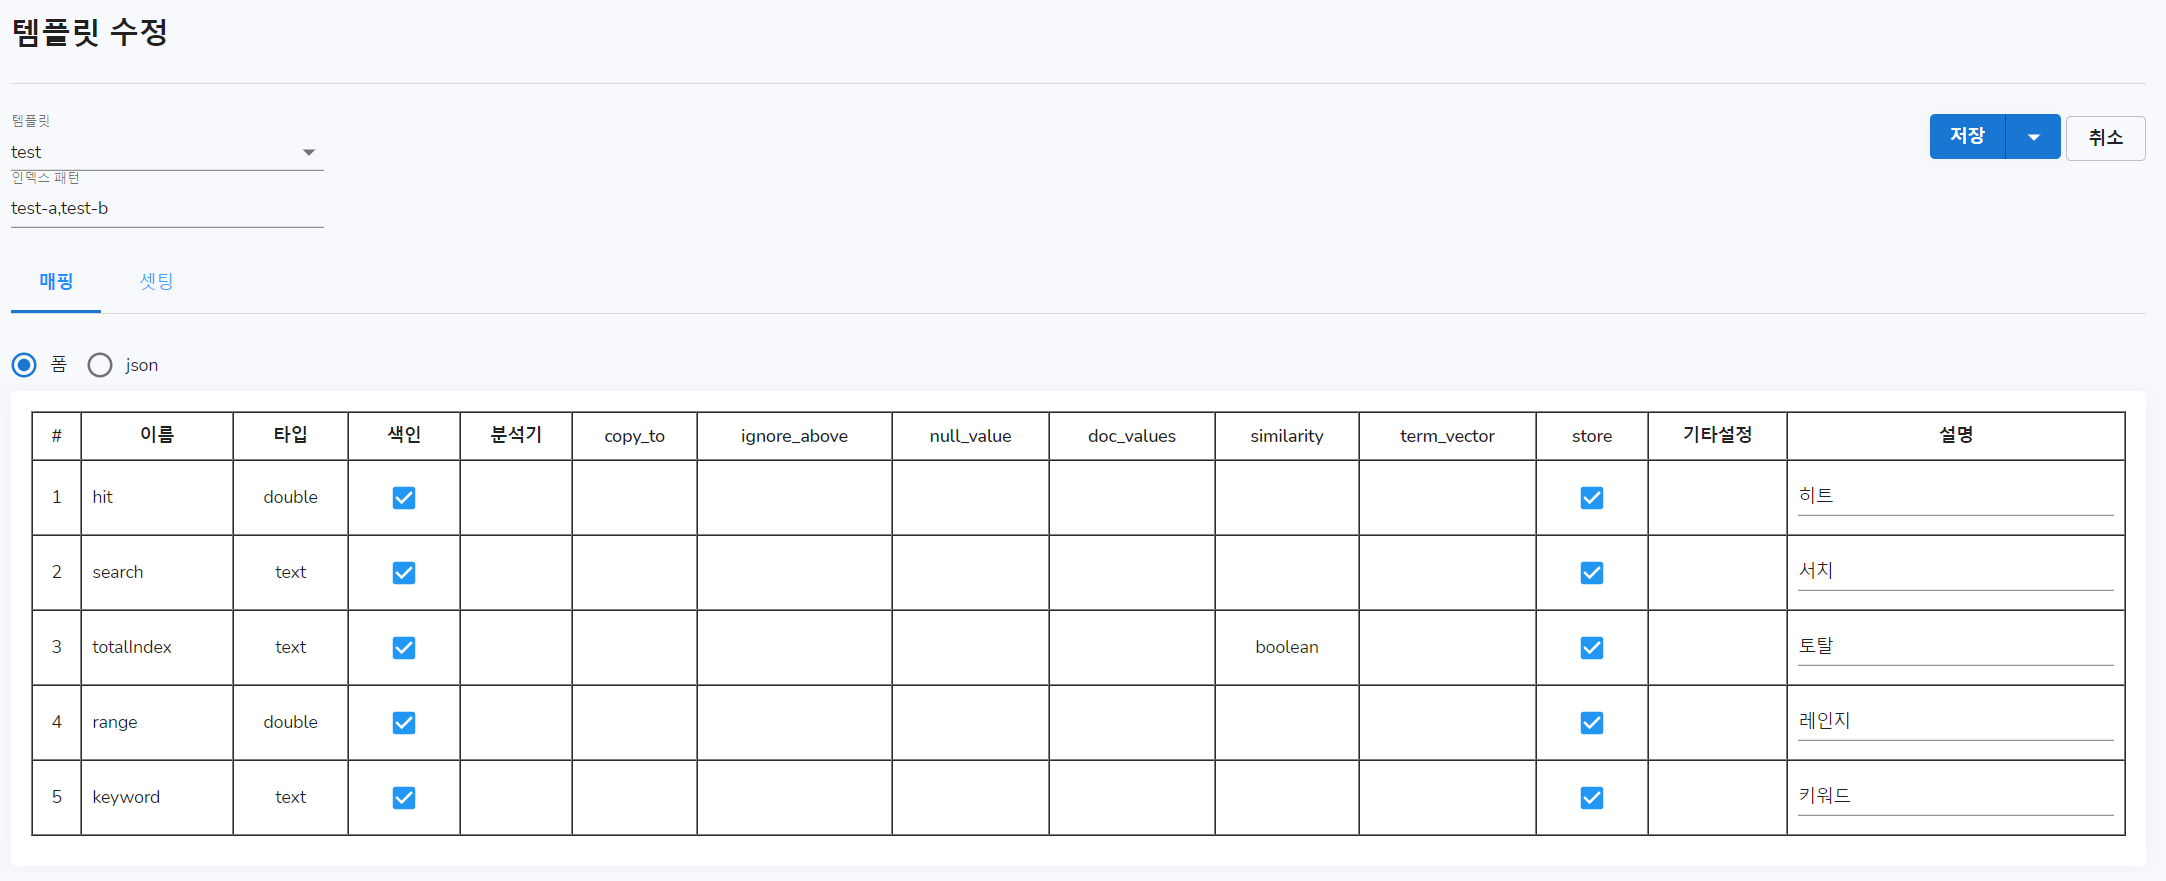 템플릿 수정
템플릿
test
저장
취소
인덱스 패턴
test-a,test-b
매핑 셋팅
폼 json
# 이름 타입 색인 분석기 copy_to ignore_above null_value doc_values similarity term_vector store 기타설정 설명
1 hit double 히트
2 search text 서치
3 totalIndex text boolean 토탈
4 range double 레인지
5 keyword text 키워드